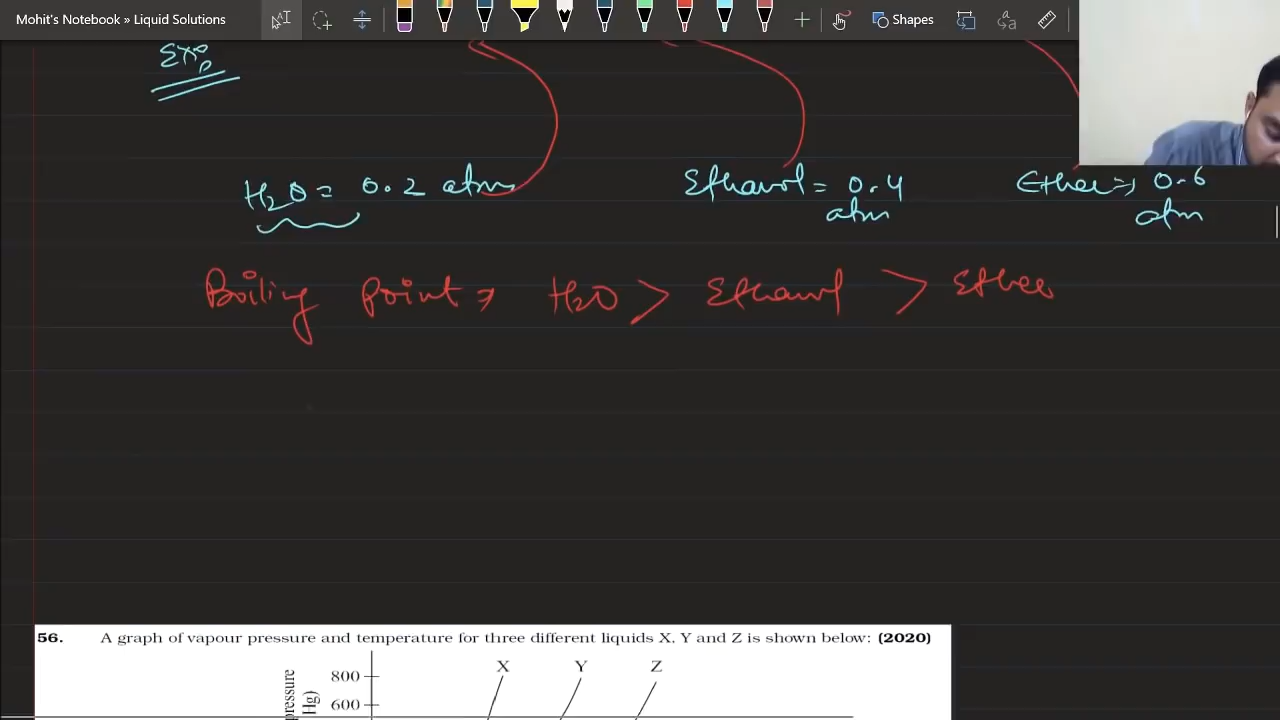 Mohit's Notebook » Liquid Solutions
Shapes
Exp
H₂O = 0.2 atm
Ethanol = 0.4 atm
Ether ⇒ 0.6 atm
Boiling Point ⇒ H₂O > Ethanol > Ether
56. A graph of vapour pressure and temperature for three different liquids X, Y and Z is shown below: (2020)
X Y Z
800
600
pressure
Hg)